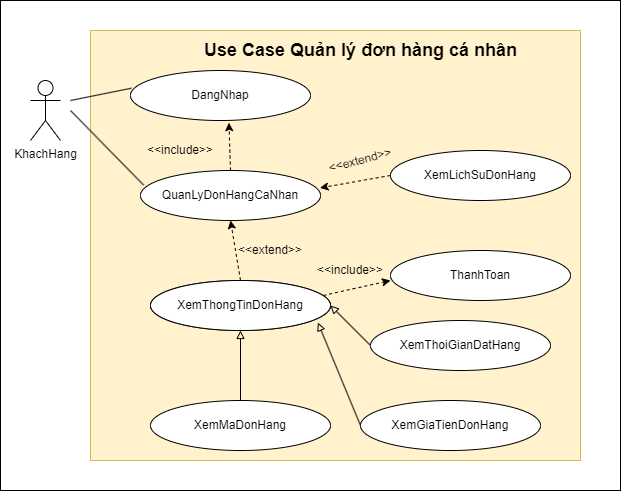 Use Case Quản lý đơn hàng cá nhân
DangNhap
KhachHang
<<include>>
<<extend>>
XemLichSuDonHang
QuanLyDonHangCaNhan
<<extend>>
<<include>>
ThanhToan
XemThongTinDonHang
XemThoiGianDatHang
XemMaDonHang
XemGiaTienDonHang